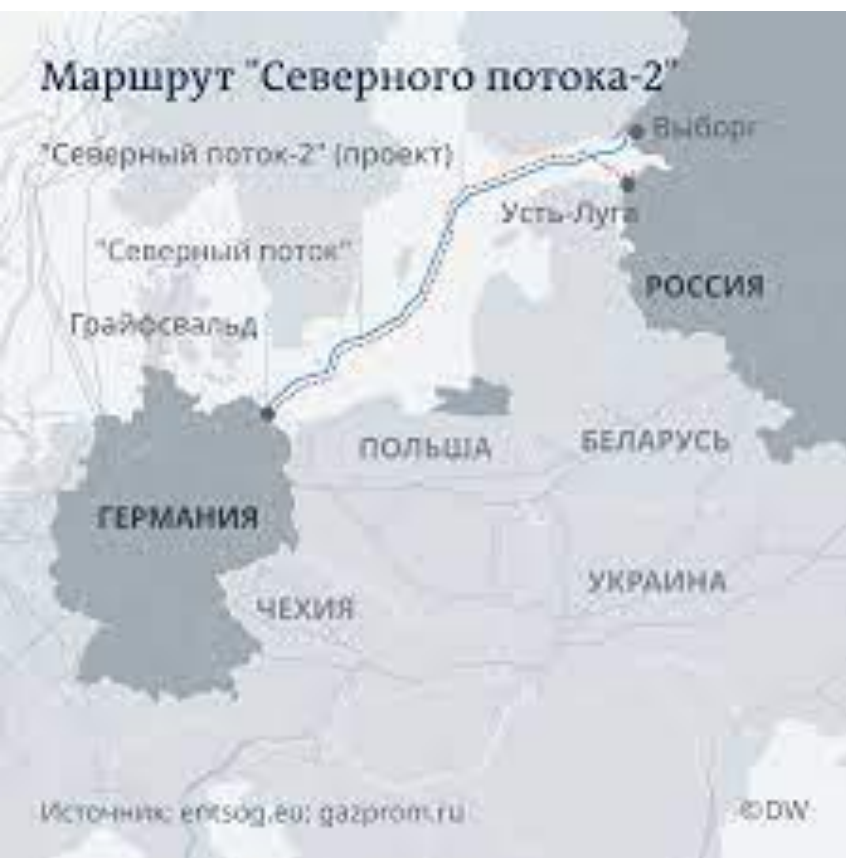 Маршрут "Северного потока-2"
Выборг
"Северный поток-2" (проект)
Усть-Луга
"Северный поток"
РОССИЯ
Грайфсвальд
ПОЛЬША
БЕЛАРУСЬ
ГЕРМАНИЯ
УКРАИНА
ЧЕХИЯ
Источник: entsog.eu; gazprom.ru
©DW